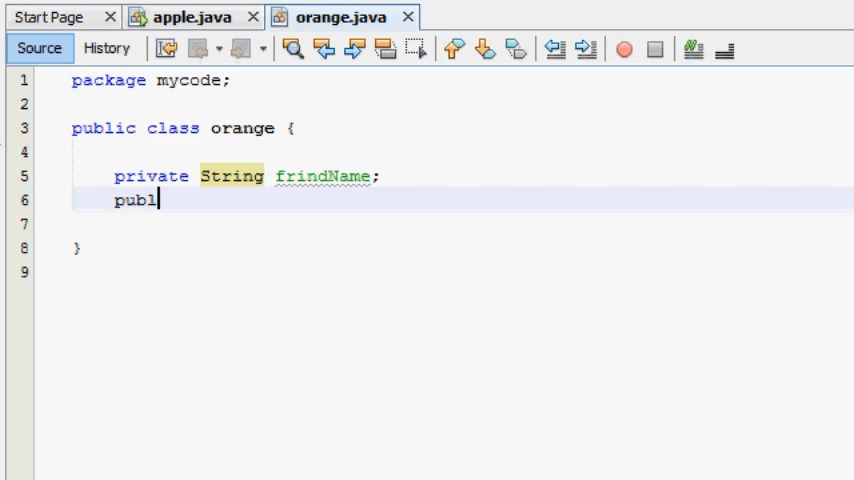 Start Page apple.java orange.java
Source History
1 package mycode;
2
3 public class orange {
4
5 private String frindName;
6 publ
7
8 }
9